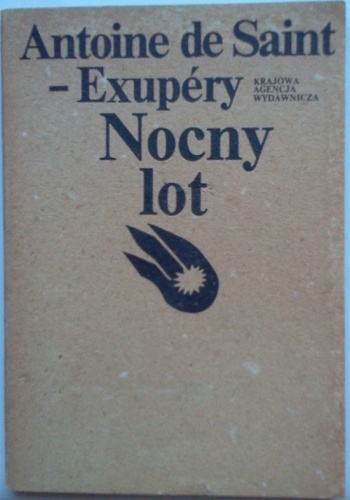 Antoine de Saint
- Exupéry
KRAJOWA
AGENCJA
WYDAWNICZA
Nocny
lot